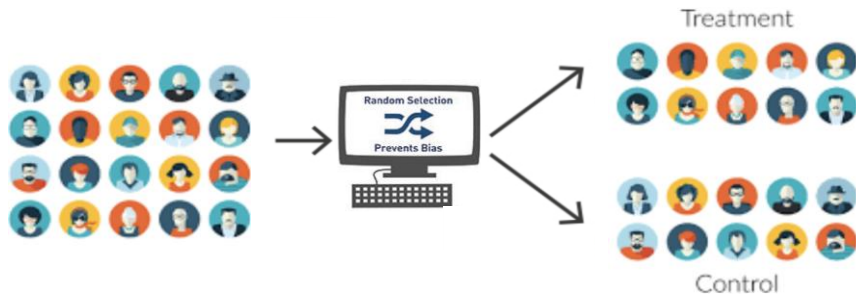 Treatment
Random Selection
Prevents Bias
Control